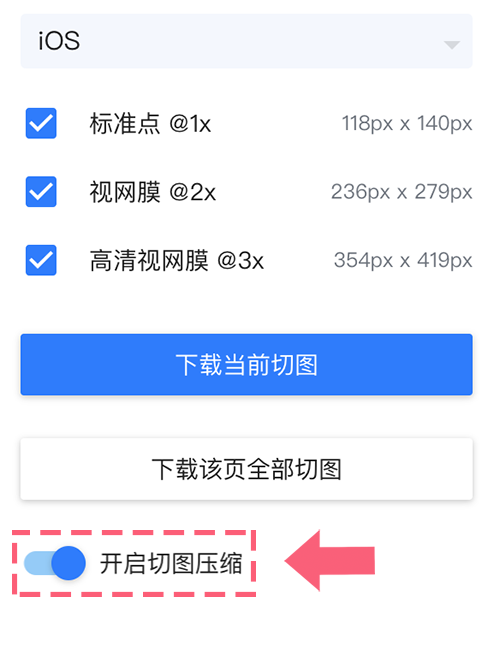 iOS
标准点 @1x 118px x 140px
视网膜 @2x 236px x 279px
高清视网膜 @3x 354px x 419px
下载当前切图
下载该页全部切图
开启切图压缩